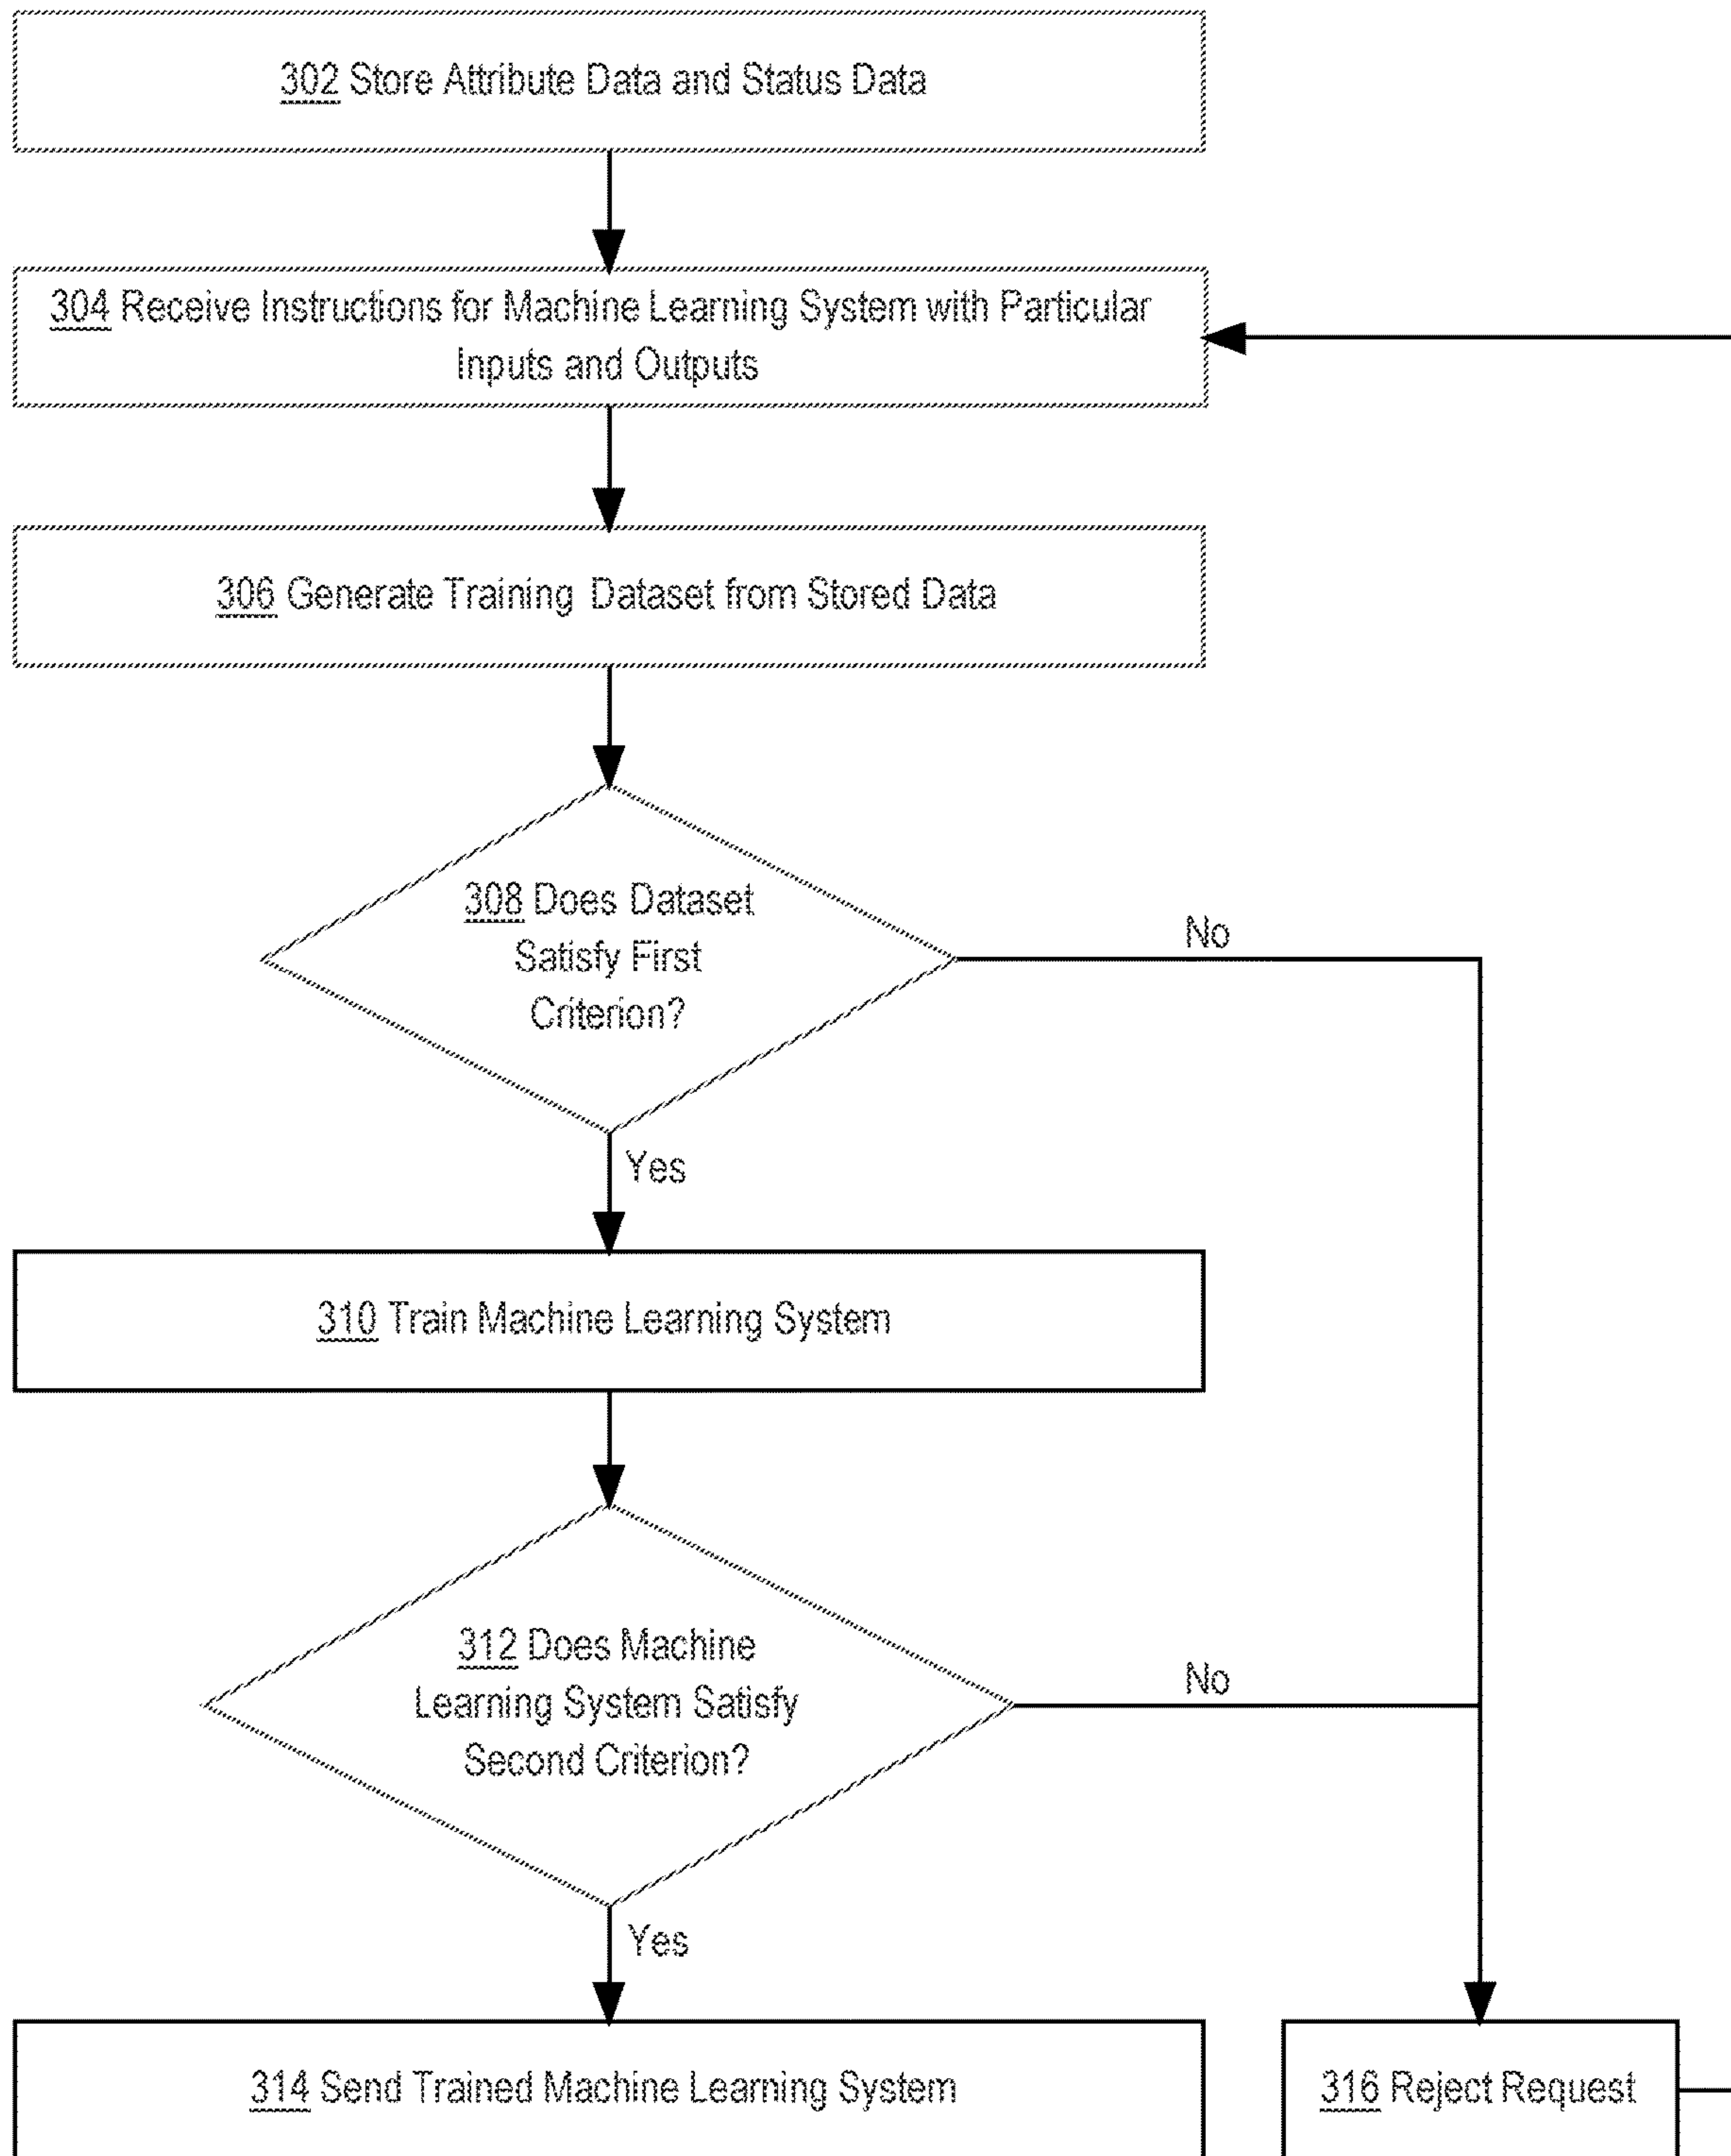 302 Store Attribute Data and Status Data
304 Receive Instructions for Machine Learning System with Particular
Inputs and Outputs
306 Generate Training Dataset from Stored Data
308 Does Dataset
Satisfy First
Criterion?
No
Yes
310 Train Machine Learning System
312 Does Machine
Learning System Satisfy
Second Criterion?
No
Yes
314 Send Trained Machine Learning System
316 Reject Request